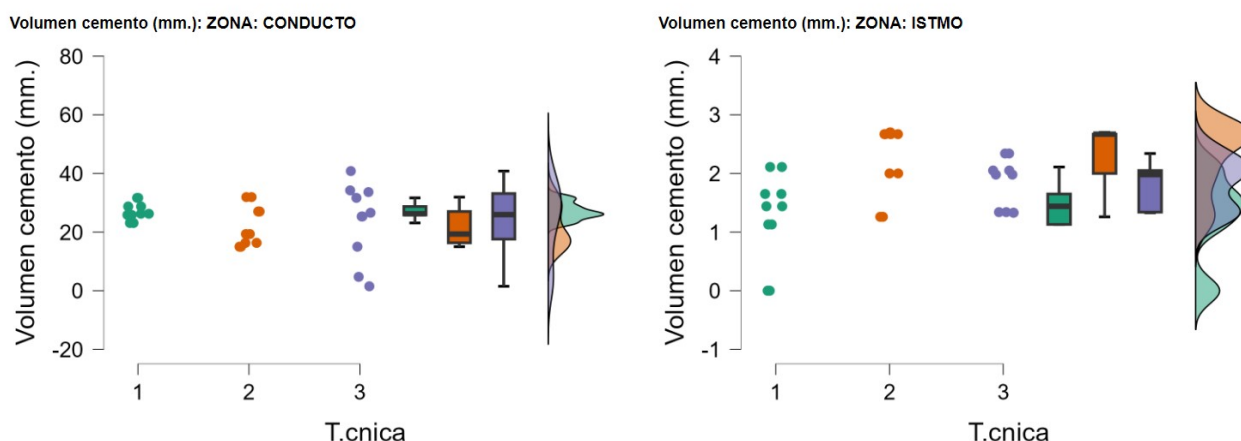 Volumen cemento (mm.): ZONA: CONDUCTO
Volumen cemento (mm.)
80
60
40
20
0
-20
1 2 3
T.cnica
Volumen cemento (mm.): ZONA: ISTMO
Volumen cemento (mm.)
4
3
2
1
0
-1
1 2 3
T.cnica